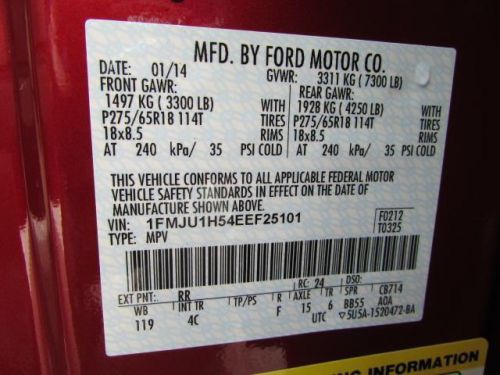 MFD. BY FORD MOTOR CO.
DATE: 01/14 GVWR: 3311 KG (7300 LB)
FRONT GAWR: REAR GAWR:
1497 KG (3300 LB) WITH 1928 KG (4250 LB) WITH
P275/65R18 114T TIRES P275/65R18 114T TIRES
18x8.5 RIMS 18x8.5 RIMS
AT 240 kPa/ 35 PSI COLD AT 240 kPa/ 35 PSI COLD
THIS VEHICLE CONFORMS TO ALL APPLICABLE FEDERAL MOTOR
VEHICLE SAFETY STANDARDS IN EFFECT ON THE DATE OF
MANUFACTURE SHOWN ABOVE.
VIN: 1FMJU1H54EEF25101 F0212
TYPE: MPV T0325
EXT PNT: RR RC: 24 DSO:
WB INT TR TP/PS R AXLE TR SPR CB714
119 4C F 15 6 BB55 AOA
UTC ▽5U5A-1520472-BA
ING INFORMATION